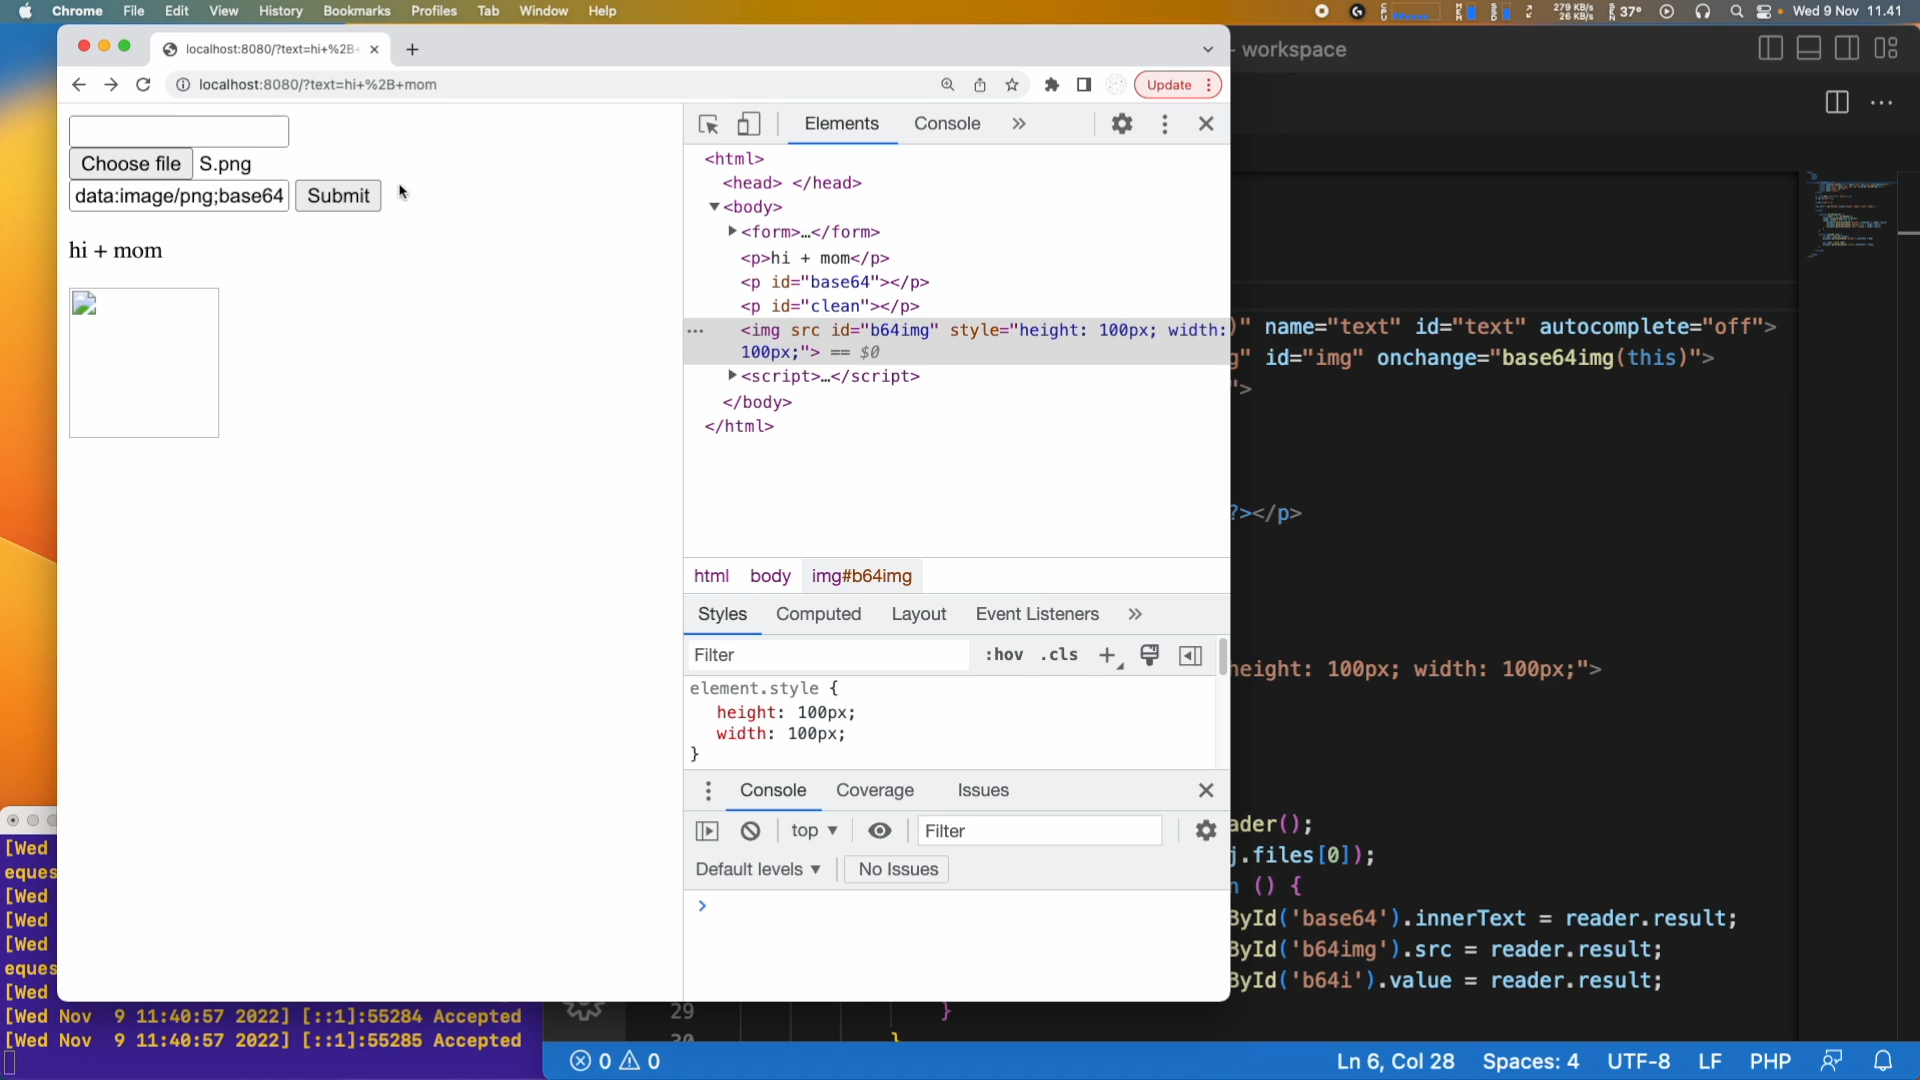 Chrome File Edit View History Bookmarks Profiles Tab Window Help
279 KB/s
26 KB/s
37°
Wed 9 Nov 11.41
localhost:8080/?text=hi+%2B+
- workspace
localhost:8080/?text=hi+%2B+mom
Update
Choose file S.png
data:image/png;base64
Submit
hi + mom
Elements Console
<html>
<head> </head>
<body>
<form>…</form>
<p>hi + mom</p>
<p id="base64"></p>
<p id="clean"></p>
<img src id="b64img" style="height: 100px; width:
100px;"> == $0
<script>…</script>
</body>
</html>
html body img#b64img
Styles Computed Layout Event Listeners
Filter
:hov .cls
element.style {
height: 100px;
width: 100px;
}
Console Coverage Issues
top
Filter
Default levels
No Issues
)" name="text" id="text" autocomplete="off">
g" id="img" onchange="base64img(this)">
">
?></p>
height: 100px; width: 100px;">
ader();
j.files[0]);
n () {
ById('base64').innerText = reader.result;
ById('b64img').src = reader.result;
ById('b64i').value = reader.result;
29 }
30 }
[Wed
eques
[Wed
[Wed
[Wed
eques
[Wed
[Wed Nov 9 11:40:57 2022] [::1]:55284 Accepted
[Wed Nov 9 11:40:57 2022] [::1]:55285 Accepted
0 0
Ln 6, Col 28 Spaces: 4 UTF-8 LF PHP